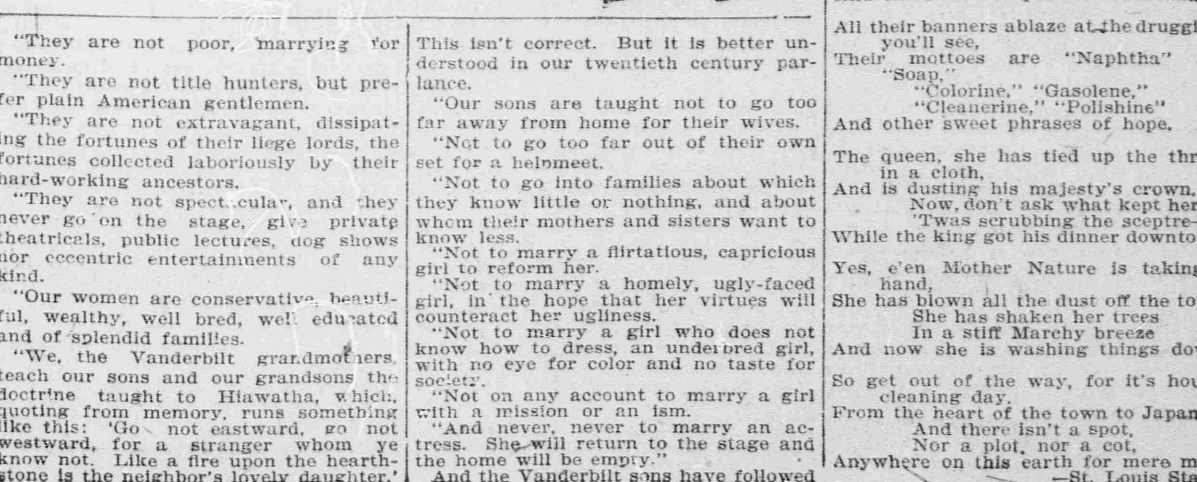 "They are not poor, marrying for
money.
"They are not title hunters, but pre-
fer plain American gentlemen.
"They are not extravagant, dissipat-
ing the fortunes of their liege lords, the
fortunes collected laboriously by their
hard-working ancestors.
"They are not spectacular, and they
never go on the stage, give private
theatricals, public lectures, dog shows
nor eccentric entertainments of any
kind.
"Our women are conservative, beauti-
ful, wealthy, well bred, well educated
and of splendid families.
"We, the Vanderbilt grandmothers,
teach our sons and our grandsons the
doctrine taught to Hiawatha, which,
quoting from memory, runs something
like this: 'Go not eastward, go not
westward, for a stranger whom ye
know not. Like a fire upon the hearth-
stone is the neighbor's lovely daughter.'
This isn't correct. But it is better un-
derstood in our twentieth century par-
lance.
"Our sons are taught not to go too
far away from home for their wives.
"Not to go too far out of their own
set for a helpmeet.
"Not to go into families about which
they know little or nothing, and about
whom their mothers and sisters want to
know less.
"Not to marry a flirtatious, capricious
girl to reform her.
"Not to marry a homely, ugly-faced
girl, in the hope that her virtues will
counteract her ugliness.
"Not to marry a girl who does not
know how to dress, an underbred girl,
with no eye for color and no taste for
society.
"Not on any account to marry a girl
with a mission or an ism.
"And never, never to marry an ac-
tress. She will return to the stage and
the home will be empty."
And the Vanderbilt sons have followed
All their banners ablaze at the druggi
you'll see,
Their mottoes are "Naphtha"
"Soap,"
"Colorine," "Gasolene,"
"Cleanerine," "Polishine"
And other sweet phrases of hope.
The queen, she has tied up the thr
in a cloth,
And is dusting his majesty's crown,
Now, don't ask what kept her
'Twas scrubbing the sceptre
While the king got his dinner downto
Yes, e'en Mother Nature is taking
hand,
She has blown all the dust off the to
She has shaken her trees
In a stiff Marchy breeze
And now she is washing things do
So get out of the way, for it's hou
cleaning day.
From the heart of the town to Japan
And there isn't a spot,
Nor a plot, nor a cot,
Anywhere on this earth for mere m
—St. Louis Sta